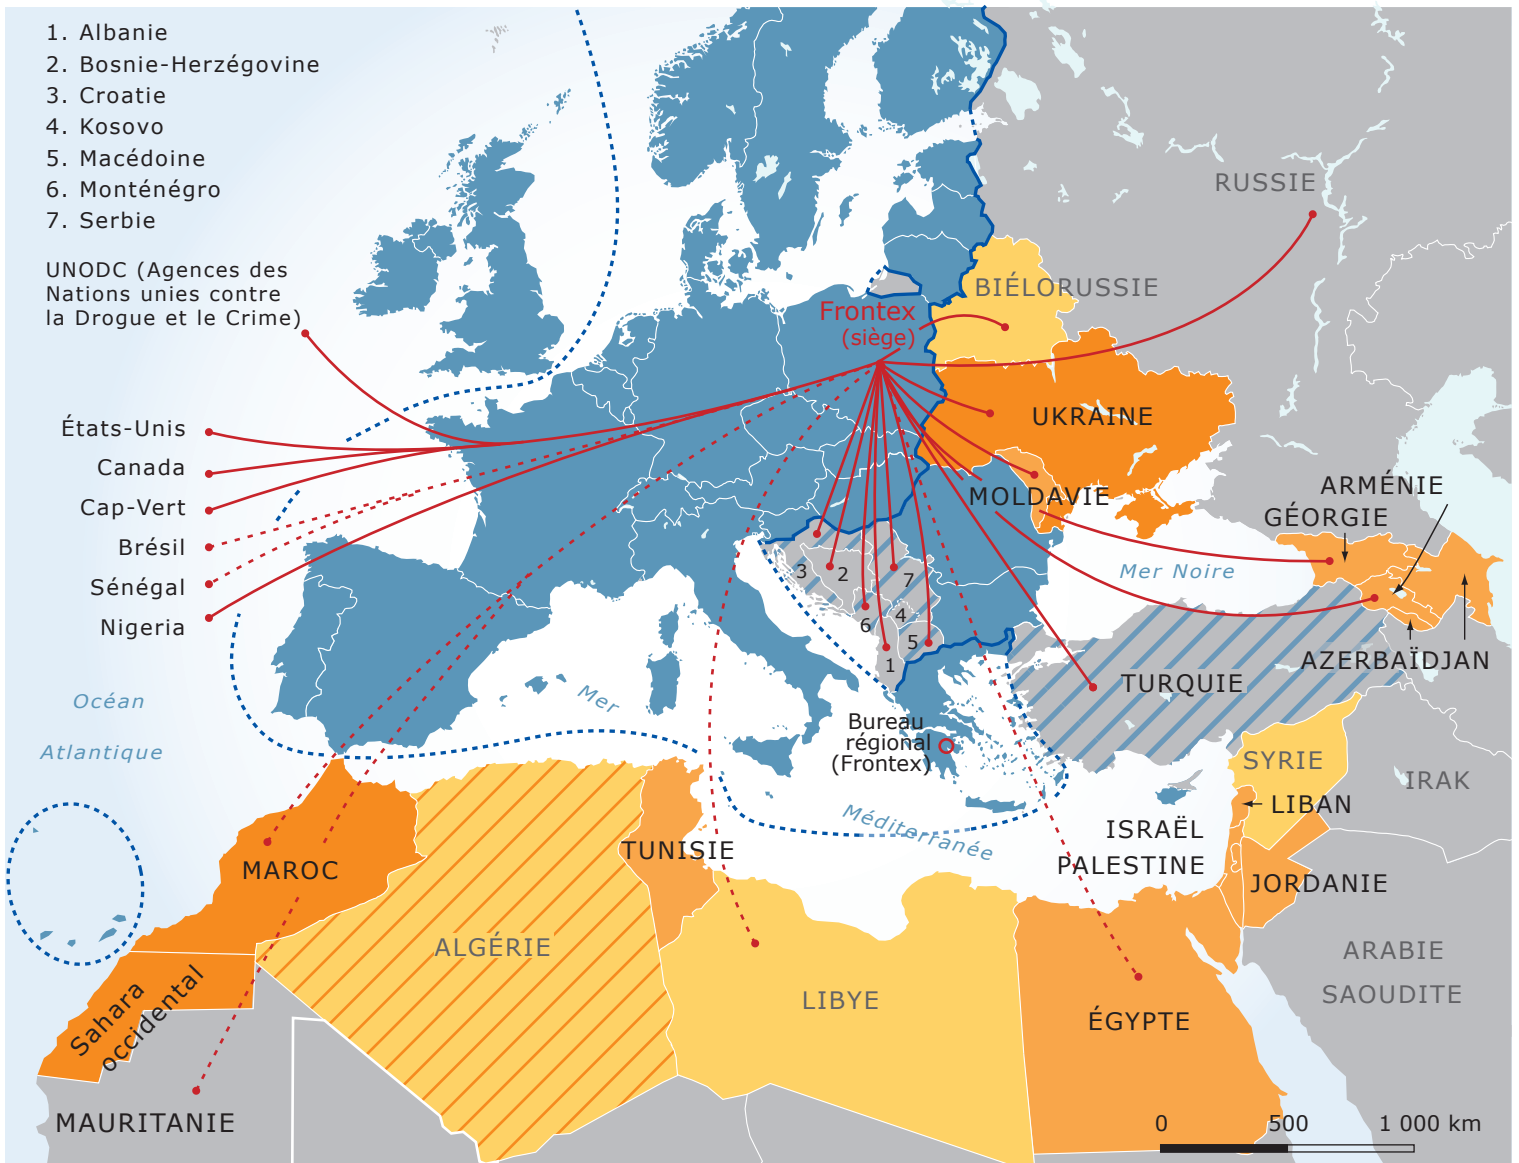 1. Albanie
2. Bosnie-Herzégovine
3. Croatie
4. Kosovo
5. Macédoine
6. Monténégro
7. Serbie
UNODC (Agences des
Nations unies contre
la Drogue et le Crime)
RUSSIE
BIÉLORUSSIE
Frontex
(siège)
UKRAINE
États-Unis
Canada
Cap-Vert
Brésil
Sénégal
Nigeria
MOLDAVIE
ARMÉNIE
GÉORGIE
Mer Noire
3
2
7
4
6
5
1
AZERBAÏDJAN
TURQUIE
Océan
Atlantique
Mer
Méditerranée
Bureau
régional
(Frontex)
SYRIE
IRAK
LIBAN
ISRAËL
PALESTINE
JORDANIE
TUNISIE
MAROC
ALGÉRIE
LIBYE
ÉGYPTE
ARABIE
SAOUDITE
Sahara
occidental
MAURITANIE
0 500 1 000 km